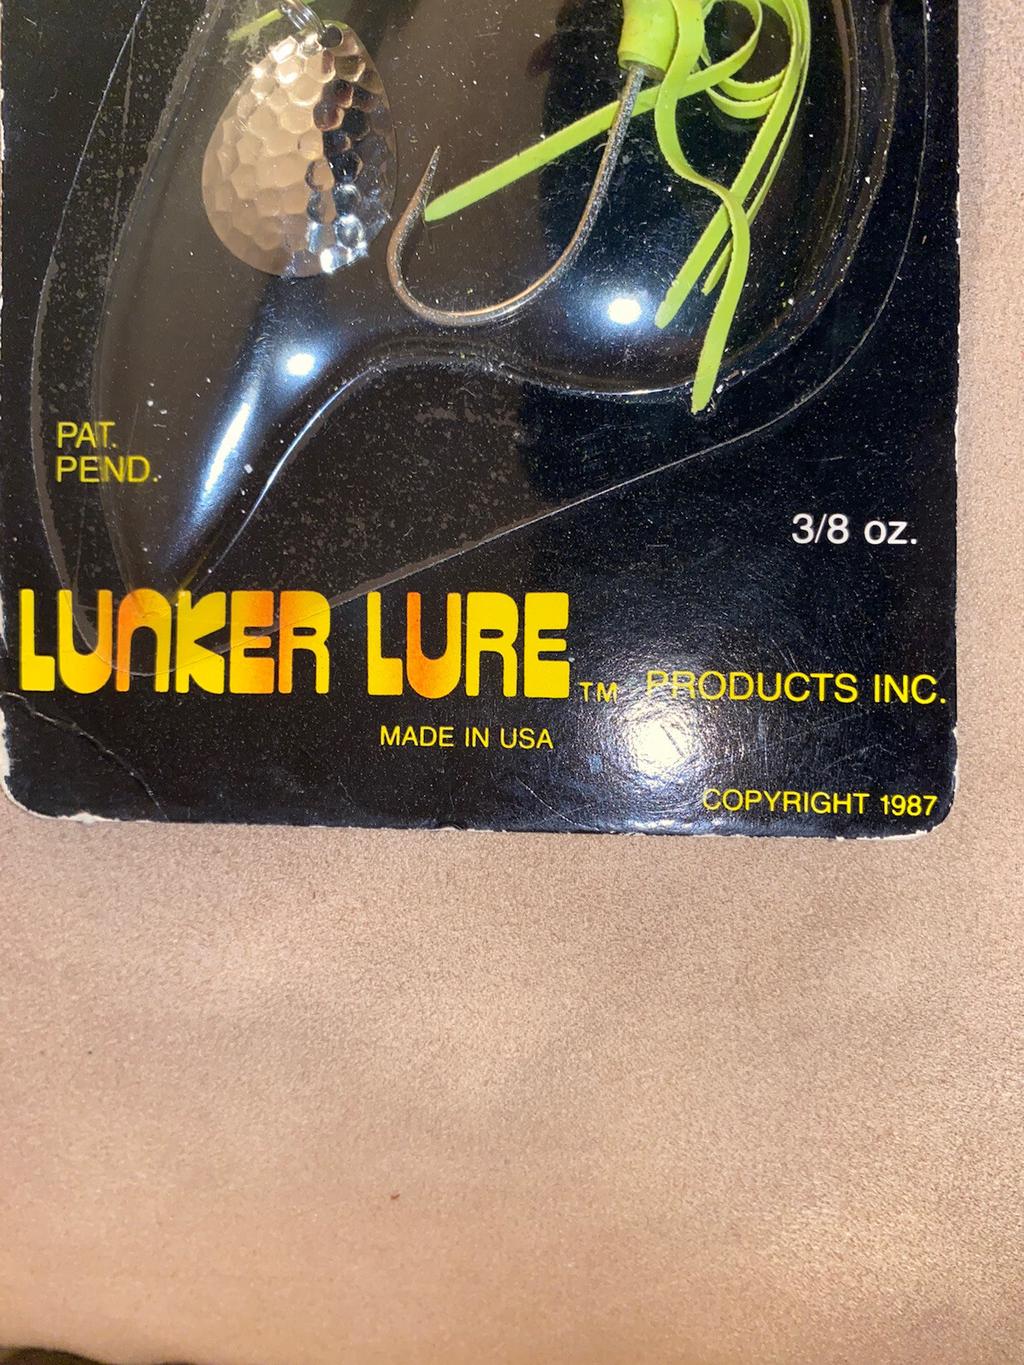 PAT.
PEND.
3/8 oz.
LUNKER LURE TM PRODUCTS INC.
MADE IN USA
COPYRIGHT 1987